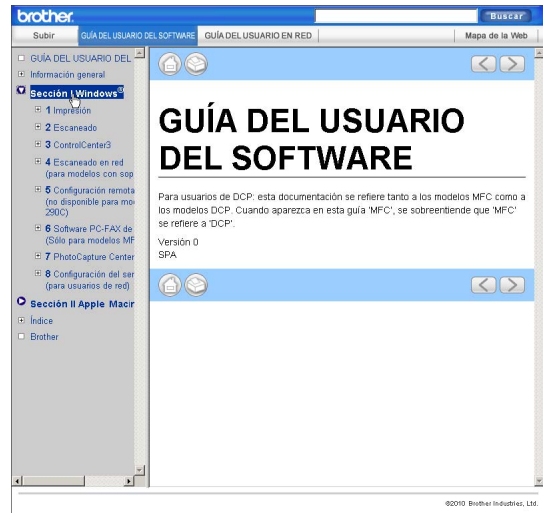 brother.
Buscar
Subir
GUÍA DEL USUARIO DEL SOFTWARE
GUÍA DEL USUARIO EN RED
Mapa de la Web
GUÍA DEL USUARIO DEL
Información general
Sección I Windows®
1 Impresión
2 Escaneado
3 ControlCenter3
4 Escaneado en red
(para modelos con sop
5 Configuración remota
(no disponible para mo
290C)
6 Software PC-FAX de
(Sólo para modelos MF
7 PhotoCapture Center
8 Configuración del ser
(para usuarios de red)
Sección II Apple Macin
Índice
Brother
GUÍA DEL USUARIO
DEL SOFTWARE
Para usuarios de DCP: esta documentación se refiere tanto a los modelos MFC como a
los modelos DCP. Cuando aparezca en esta guía 'MFC', se sobreentiende que 'MFC'
se refiere a 'DCP'.
Versión 0
SPA
©2010 Brother Industries, Ltd.